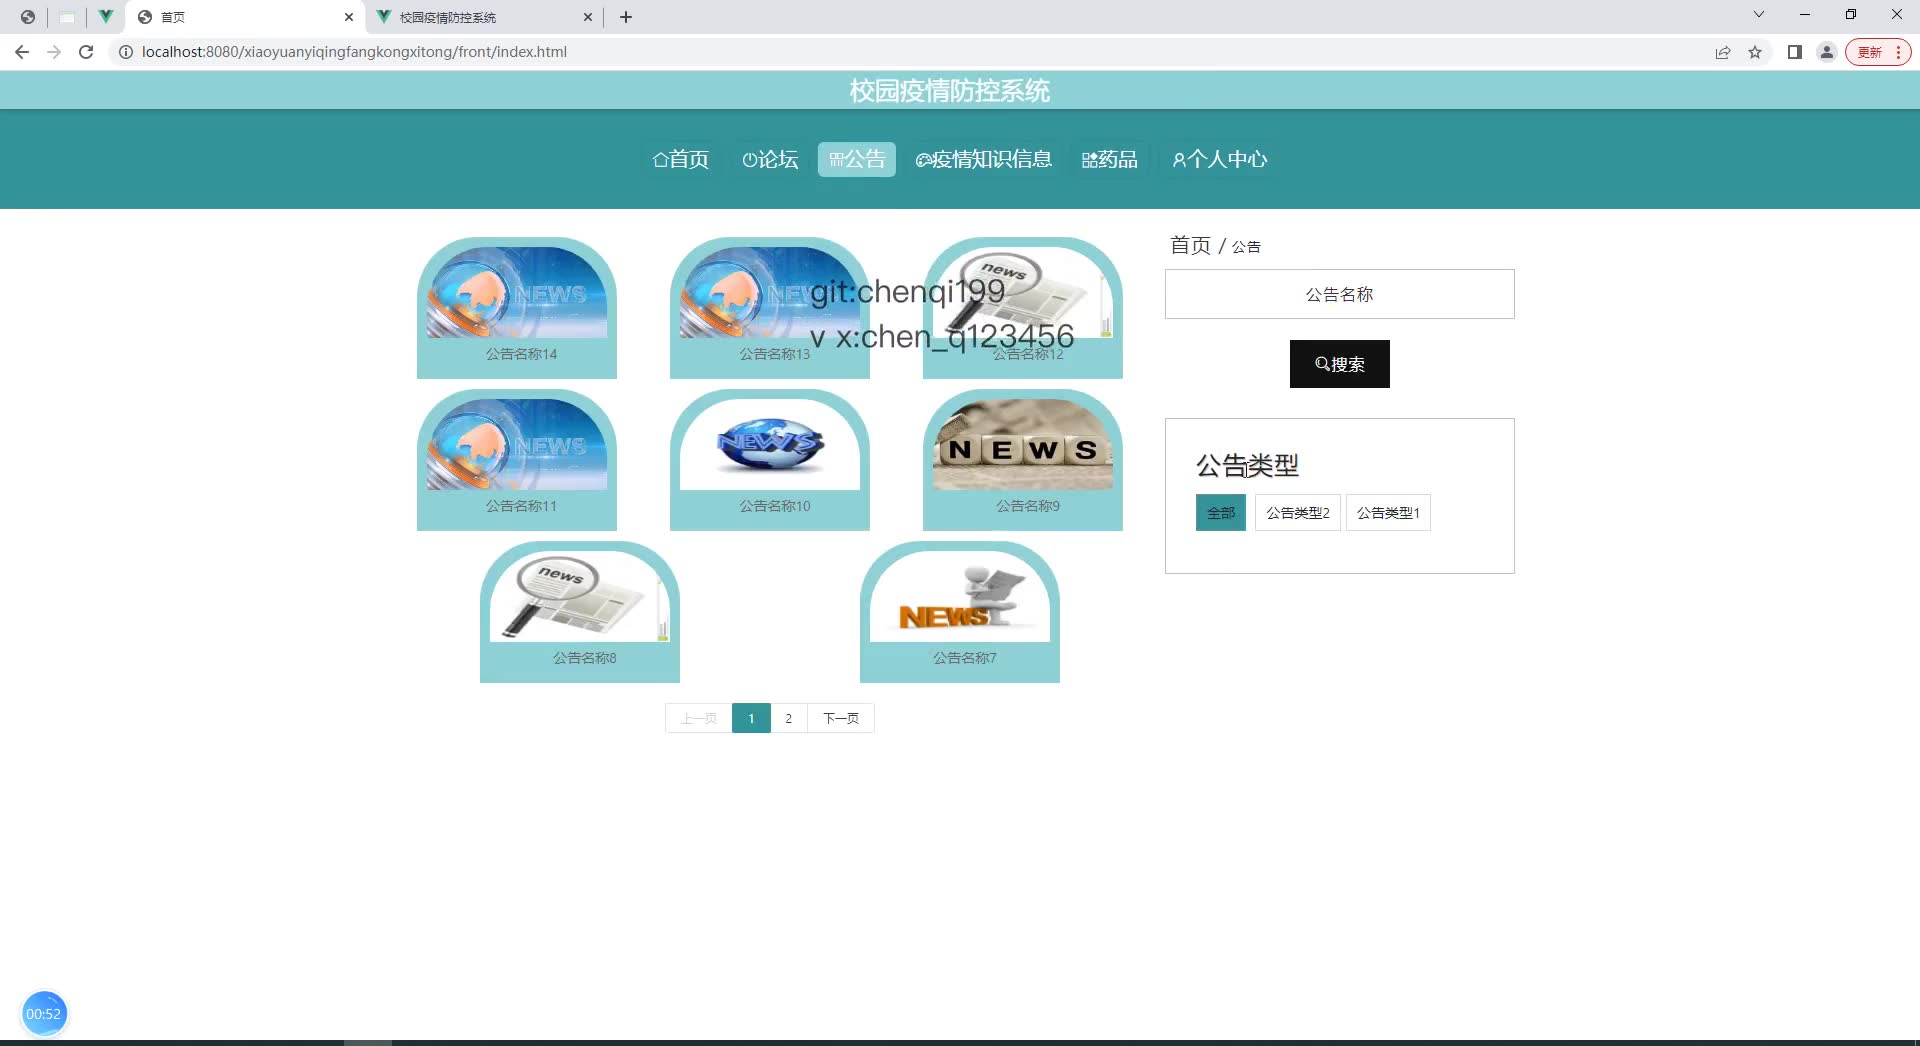 首页
校园疫情防控系统
localhost:8080/xiaoyuanyiqingfangkongxitong/front/index.html
更新
校园疫情防控系统
首页
论坛
公告
疫情知识信息
药品
个人中心
NEWS
NEWS
news
git:chenqi199
v x:chen_q123456
公告名称14
公告名称13
公告名称12
NEWS
NEWS
NEWS
公告名称11
公告名称10
公告名称9
news
NEWS
公告名称8
公告名称7
上一页
1
2
下一页
首页 / 公告
公告名称
搜索
公告类型
全部
公告类型2
公告类型1
00:52